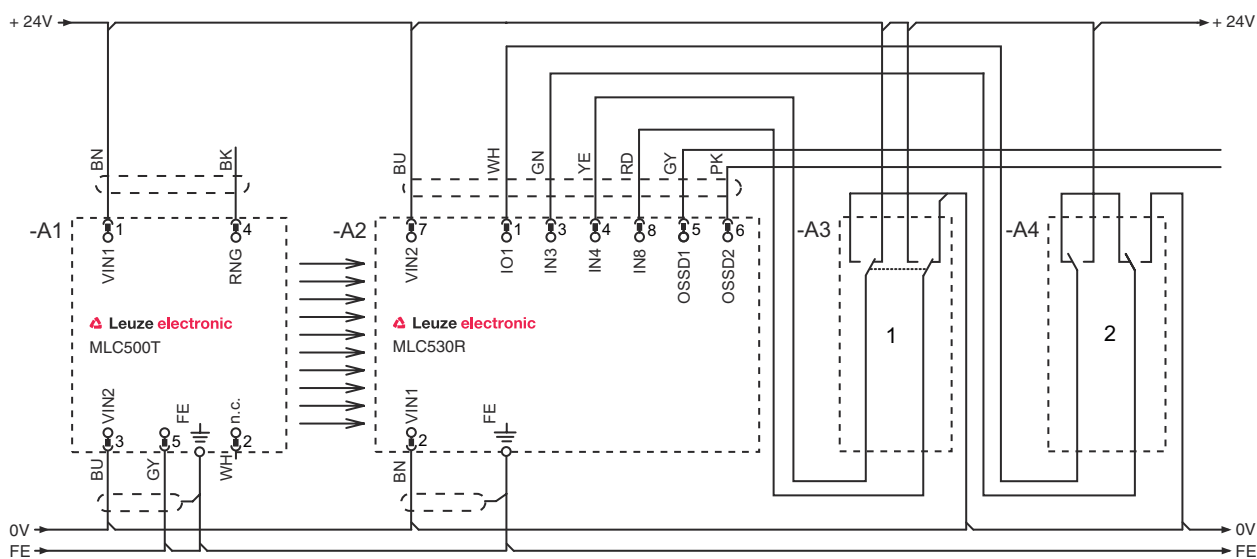 + 24V
+ 24V
BN
BK
BU
WH
GN
YE
RD
GY
PK
-A1
1
4
-A2
7
1
3
4
8
5
6
-A3
-A4
VIN1
RNG
VIN2
IO1
IN3
IN4
IN8
OSSD1
OSSD2
Leuze electronic
MLC500T
Leuze electronic
MLC530R
1
2
VIN2
FE
n.c.
VIN1
FE
3
5
2
2
BU
GY
WH
BN
0V
0V
FE
FE